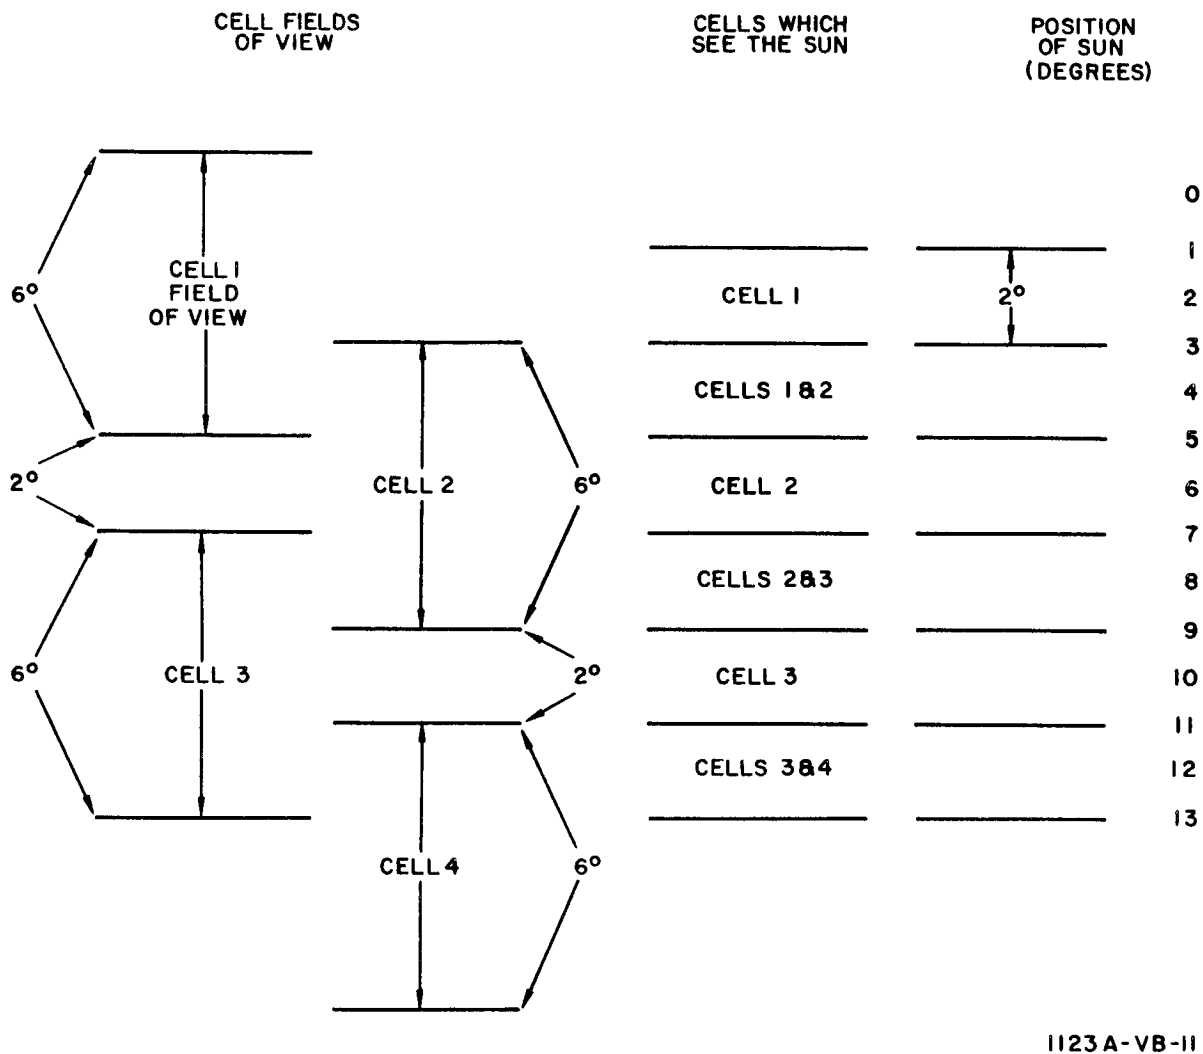 CELL FIELDS
OF VIEW
CELLS WHICH
SEE THE SUN
POSITION
OF SUN
(DEGREES)
0
1
CELL 1
FIELD
OF VIEW
6°
CELL 1
2°
2
3
CELLS 1&2
4
5
2°
CELL 2
6°
CELL 2
6
7
CELLS 2&3
8
9
6°
CELL 3
2°
CELL 3
10
11
CELLS 3&4
12
13
CELL 4
6°
1123A-VB-11